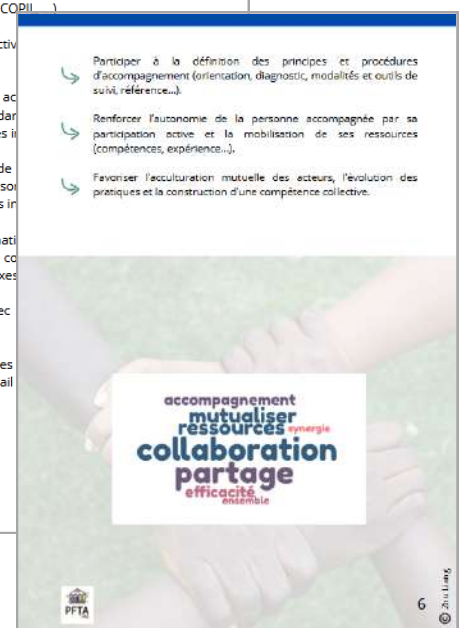 COPIL ...)
Participer à la définition des principes et procédures
d'accompagnement (orientation, diagnostic, modalités et outils de
suivi, référence...).
Renforcer l'autonomie de la personne accompagnée par sa
participation active et la mobilisation de ses ressources
(compétences, expérience...).
Favoriser l'acculturation mutuelle des acteurs, l'évolution des
pratiques et la construction d'une compétence collective.
accompagnement
mutualiser
ressources synergie
collaboration
partage
efficacité
ensemble
PFTA
6
© Zhu Liang